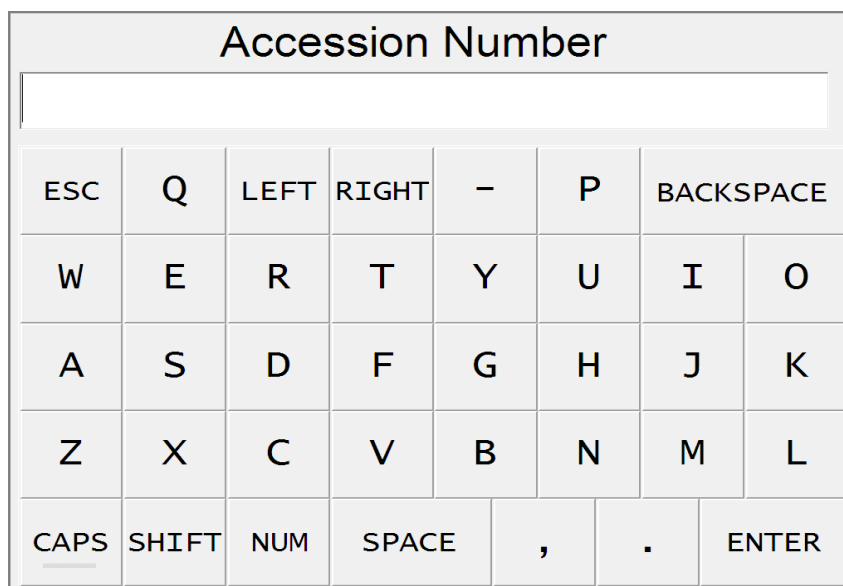 Accession Number
ESC Q LEFT RIGHT - P BACKSPACE
W E R T Y U I O
A S D F G H J K
Z X C V B N M L
CAPS SHIFT NUM SPACE , . ENTER